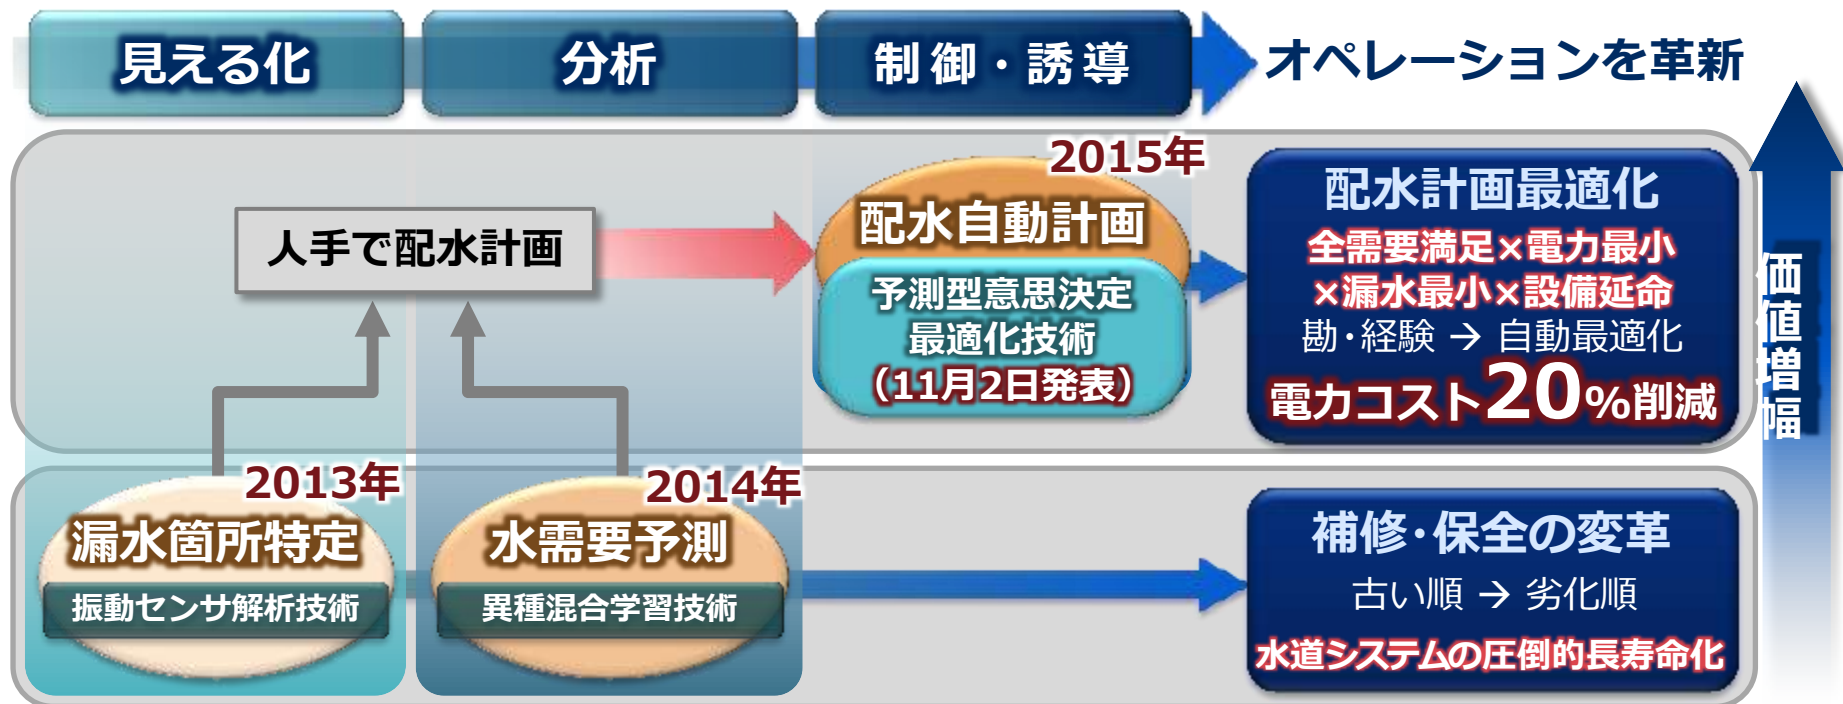 見える化
分析
制御・誘導
オペレーションを革新
2015年
人手で配水計画
配水自動計画
予測型意思決定
最適化技術
（11月2日発表）
配水計画最適化
全需要満足×電力最小
×漏水最小×設備延命
勘・経験 → 自動最適化
電力コスト20%削減
価値増幅
2013年
漏水箇所特定
振動センサ解析技術
2014年
水需要予測
異種混合学習技術
補修・保全の変革
古い順 → 劣化順
水道システムの圧倒的長寿命化